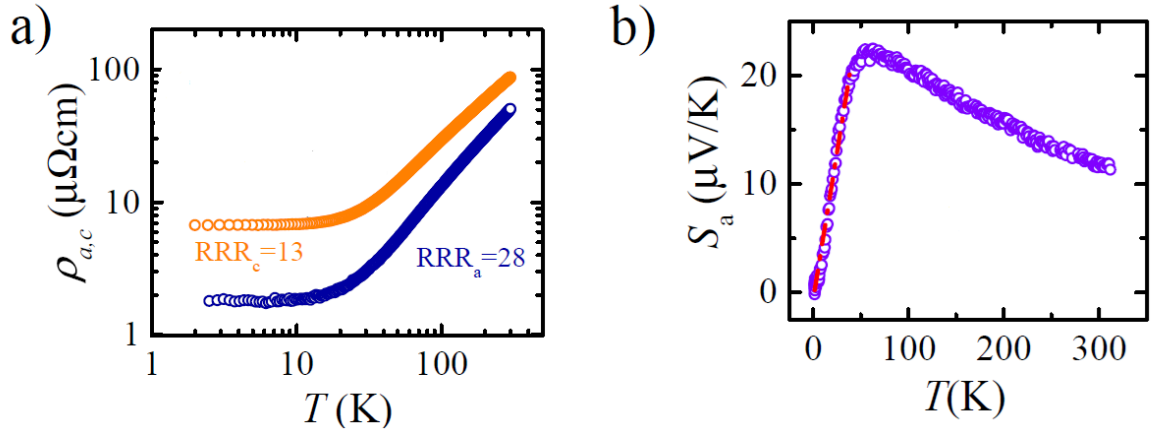 a)
100
10
1
ρa,c (μΩcm)
RRRc=13
RRRa=28
1
10
100
T (K)
b)
20
10
0
Sa (μV/K)
0
100
200
300
T(K)